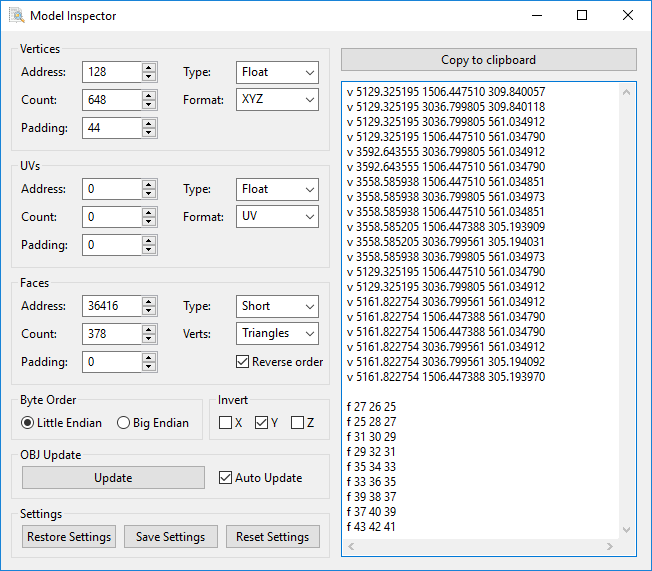 Model Inspector
Vertices
Address: 128 Type: Float
Count: 648 Format: XYZ
Padding: 44
UVs
Address: 0 Type: Float
Count: 0 Format: UV
Padding: 0
Faces
Address: 36416 Type: Short
Count: 378 Verts: Triangles
Padding: 0 Reverse order
Byte Order
Little Endian Big Endian
Invert
X Y Z
OBJ Update
Update Auto Update
Settings
Restore Settings Save Settings Reset Settings
Copy to clipboard
v 5129.325195 1506.447510 309.840057
v 5129.325195 3036.799805 309.840118
v 5129.325195 3036.799805 561.034912
v 5129.325195 1506.447510 561.034790
v 3592.643555 3036.799805 561.034912
v 3592.643555 1506.447510 561.034790
v 3558.585938 1506.447510 561.034851
v 3558.585938 3036.799805 561.034973
v 3558.585938 1506.447510 561.034851
v 3558.585205 1506.447388 305.193909
v 3558.585205 3036.799561 305.194031
v 3558.585938 3036.799805 561.034973
v 5129.325195 1506.447510 561.034790
v 5129.325195 3036.799805 561.034912
v 5161.822754 3036.799561 561.034912
v 5161.822754 1506.447388 561.034790
v 5161.822754 1506.447388 561.034790
v 5161.822754 3036.799561 561.034912
v 5161.822754 3036.799561 305.194092
v 5161.822754 1506.447388 305.193970
f 27 26 25
f 25 28 27
f 31 30 29
f 29 32 31
f 35 34 33
f 33 36 35
f 39 38 37
f 37 40 39
f 43 42 41